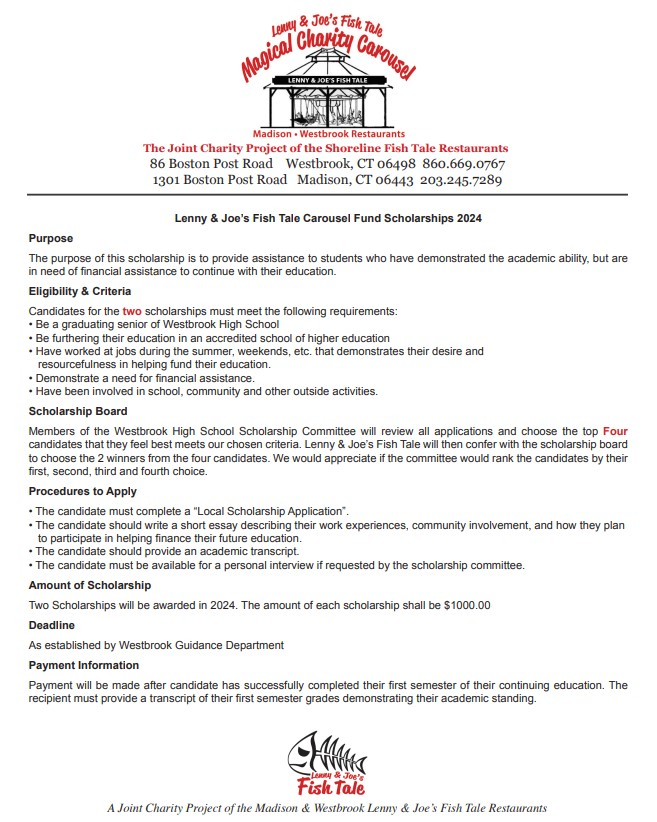 Lenny & Joe's Fish Tale
Magical Charity Carousel
LENNY & JOE'S FISH TALE
Madison • Westbrook Restaurants
The Joint Charity Project of the Shoreline Fish Tale Restaurants
86 Boston Post Road Westbrook, CT 06498 860.669.0767
1301 Boston Post Road Madison, CT 06443 203.245.7289
Lenny & Joe's Fish Tale Carousel Fund Scholarships 2024
Purpose
The purpose of this scholarship is to provide assistance to students who have demonstrated the academic ability, but are
in need of financial assistance to continue with their education.
Eligibility & Criteria
Candidates for the two scholarships must meet the following requirements:
• Be a graduating senior of Westbrook High School
• Be furthering their education in an accredited school of higher education
• Have worked at jobs during the summer, weekends, etc. that demonstrates their desire and
resourcefulness in helping fund their education.
• Demonstrate a need for financial assistance.
• Have been involved in school, community and other outside activities.
Scholarship Board
Members of the Westbrook High School Scholarship Committee will review all applications and choose the top Four
candidates that they feel best meets our chosen criteria. Lenny & Joe's Fish Tale will then confer with the scholarship board
to choose the 2 winners from the four candidates. We would appreciate if the committee would rank the candidates by their
first, second, third and fourth choice.
Procedures to Apply
• The candidate must complete a “Local Scholarship Application”.
• The candidate should write a short essay describing their work experiences, community involvement, and how they plan
to participate in helping finance their future education.
• The candidate should provide an academic transcript.
• The candidate must be available for a personal interview if requested by the scholarship committee.
Amount of Scholarship
Two Scholarships will be awarded in 2024. The amount of each scholarship shall be $1000.00
Deadline
As established by Westbrook Guidance Department
Payment Information
Payment will be made after candidate has successfully completed their first semester of their continuing education. The
recipient must provide a transcript of their first semester grades demonstrating their academic standing.
Lenny & Joe's
Fish Tale
A Joint Charity Project of the Madison & Westbrook Lenny & Joe's Fish Tale Restaurants